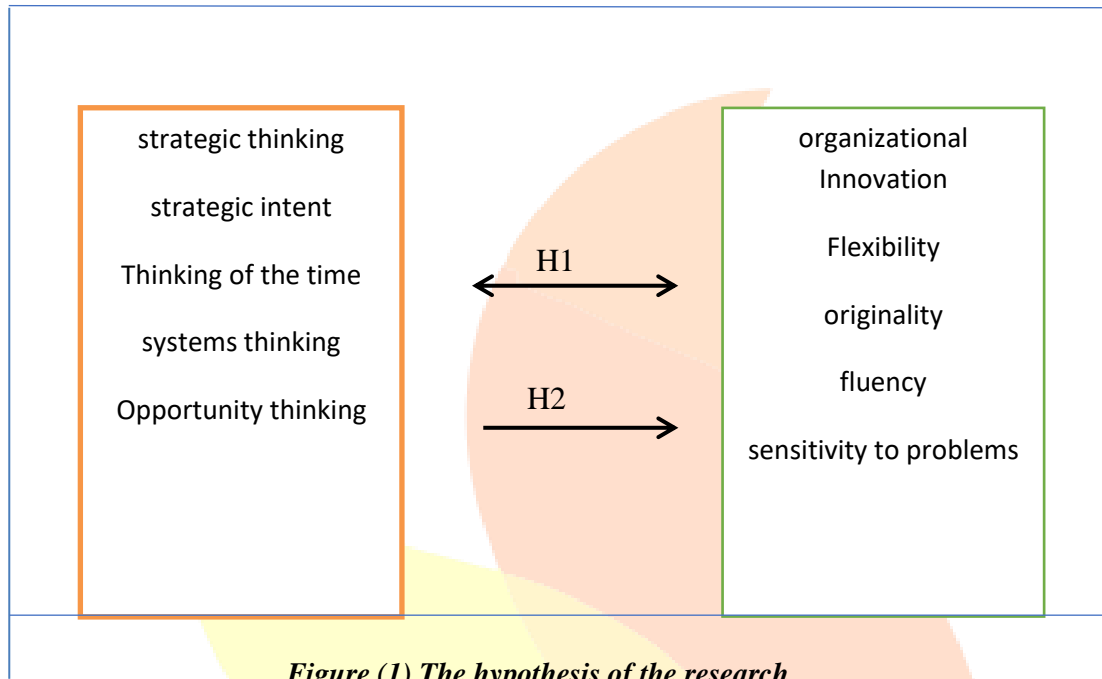 strategic thinking
strategic intent
Thinking of the time
systems thinking
Opportunity thinking
H1
H2
organizational
Innovation
Flexibility
originality
fluency
sensitivity to problems
Figure (1) The hypothesis of the research